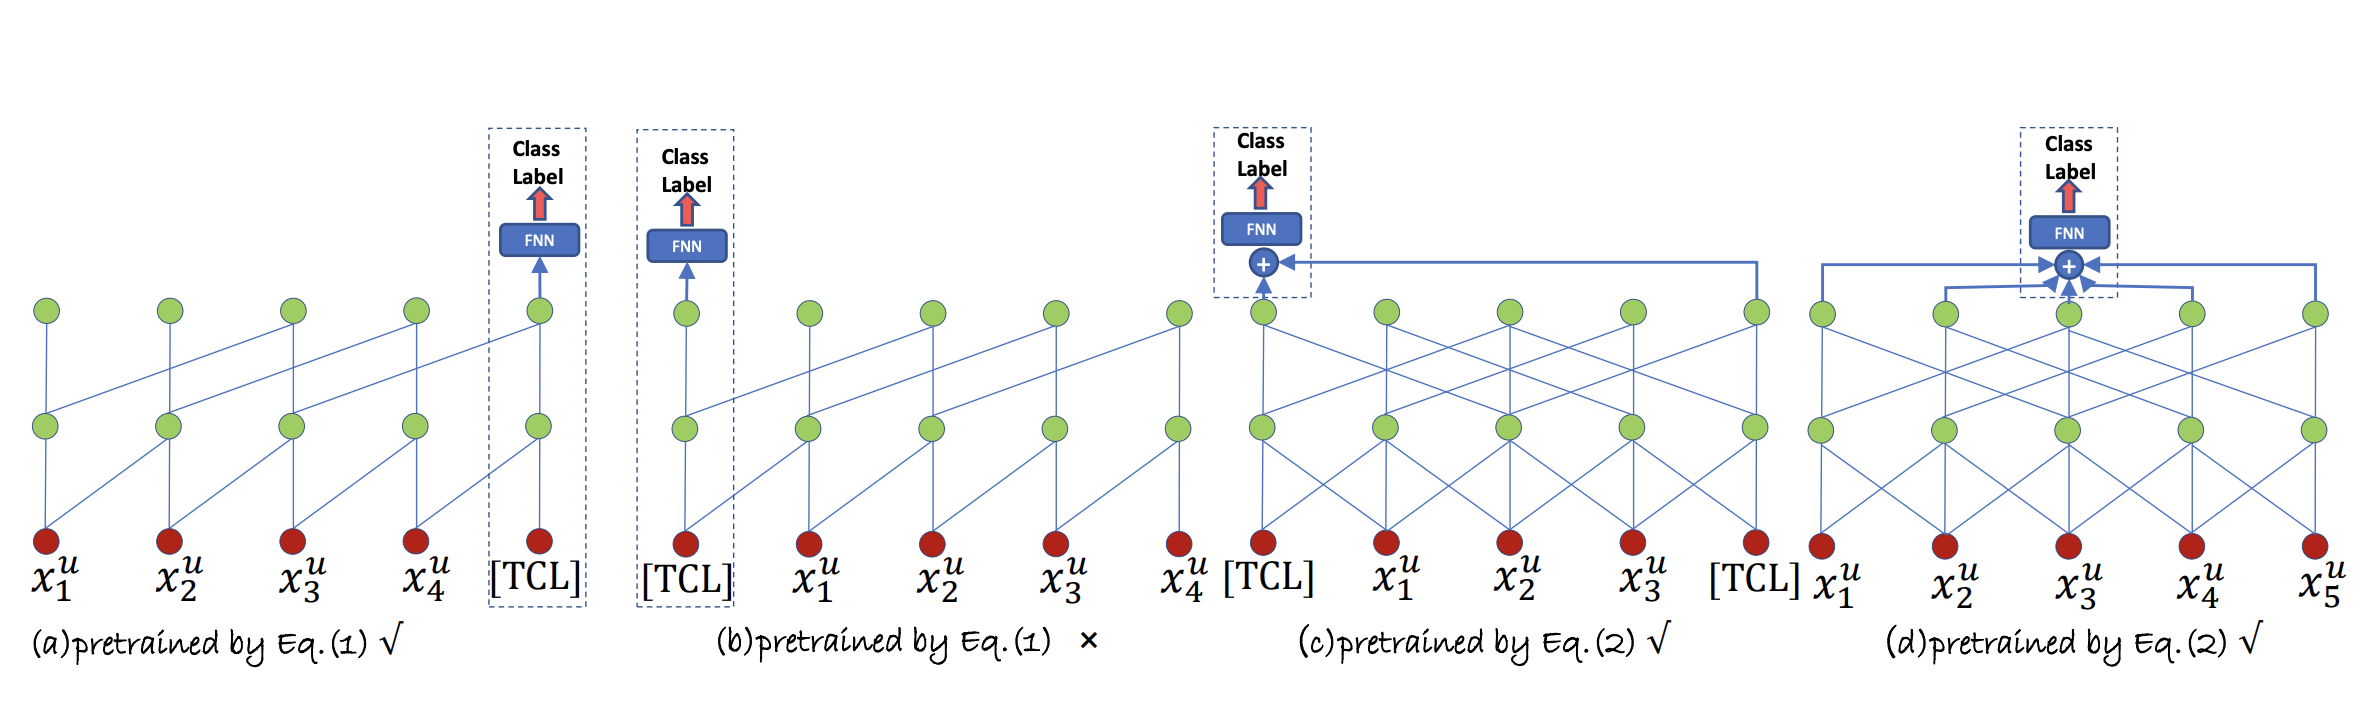 Class
Label
FNN
x_1^u x_2^u x_3^u x_4^u [TCL]
(a)pretrained by Eq.(1) √
Class
Label
FNN
[TCL] x_1^u x_2^u x_3^u x_4^u
(b)pretrained by Eq.(1) ×
Class
Label
FNN
+
[TCL] x_1^u x_2^u x_3^u [TCL]
(c)pretrained by Eq.(2) √
Class
Label
FNN
+
x_1^u x_2^u x_3^u x_4^u x_5^u
(d)pretrained by Eq.(2) √